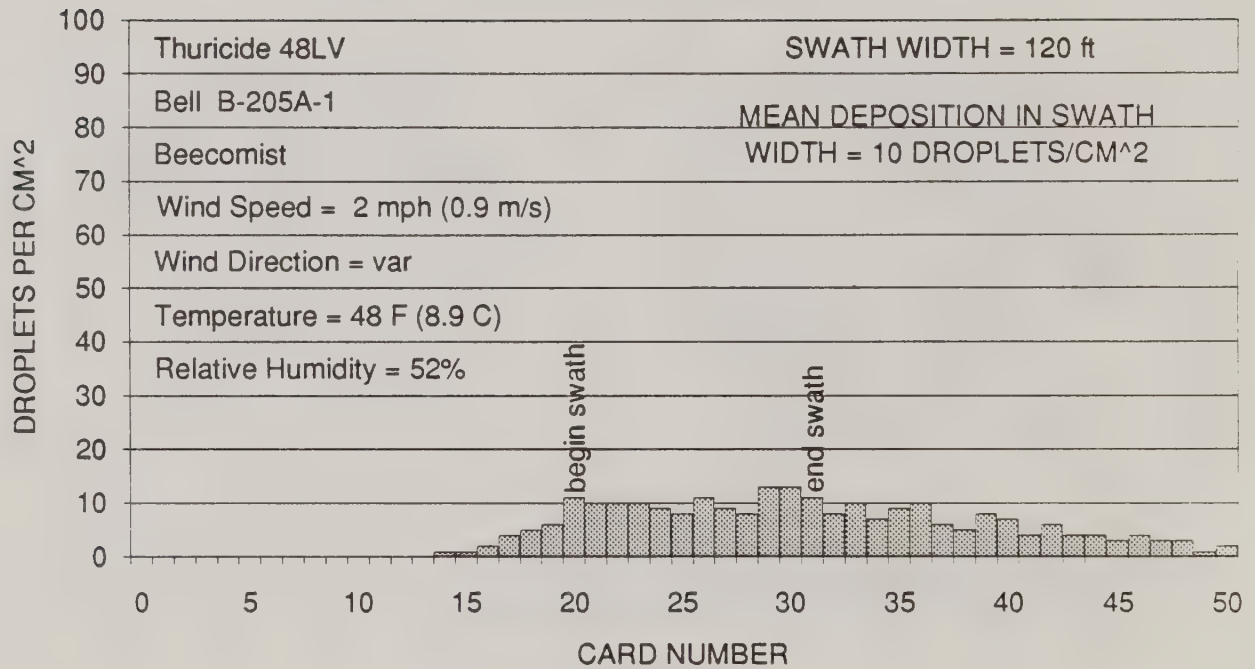 100
90
80
70
60
50
40
30
20
10
0
DROPLETS PER CM^2
Thuricide 48LV
Bell B-205A-1
Beecomist
Wind Speed = 2 mph (0.9 m/s)
Wind Direction = var
Temperature = 48 F (8.9 C)
Relative Humidity = 52%
SWATH WIDTH = 120 ft
MEAN DEPOSITION IN SWATH
WIDTH = 10 DROPLETS/CM^2
begin swath
end swath
0 5 10 15 20 25 30 35 40 45 50
CARD NUMBER